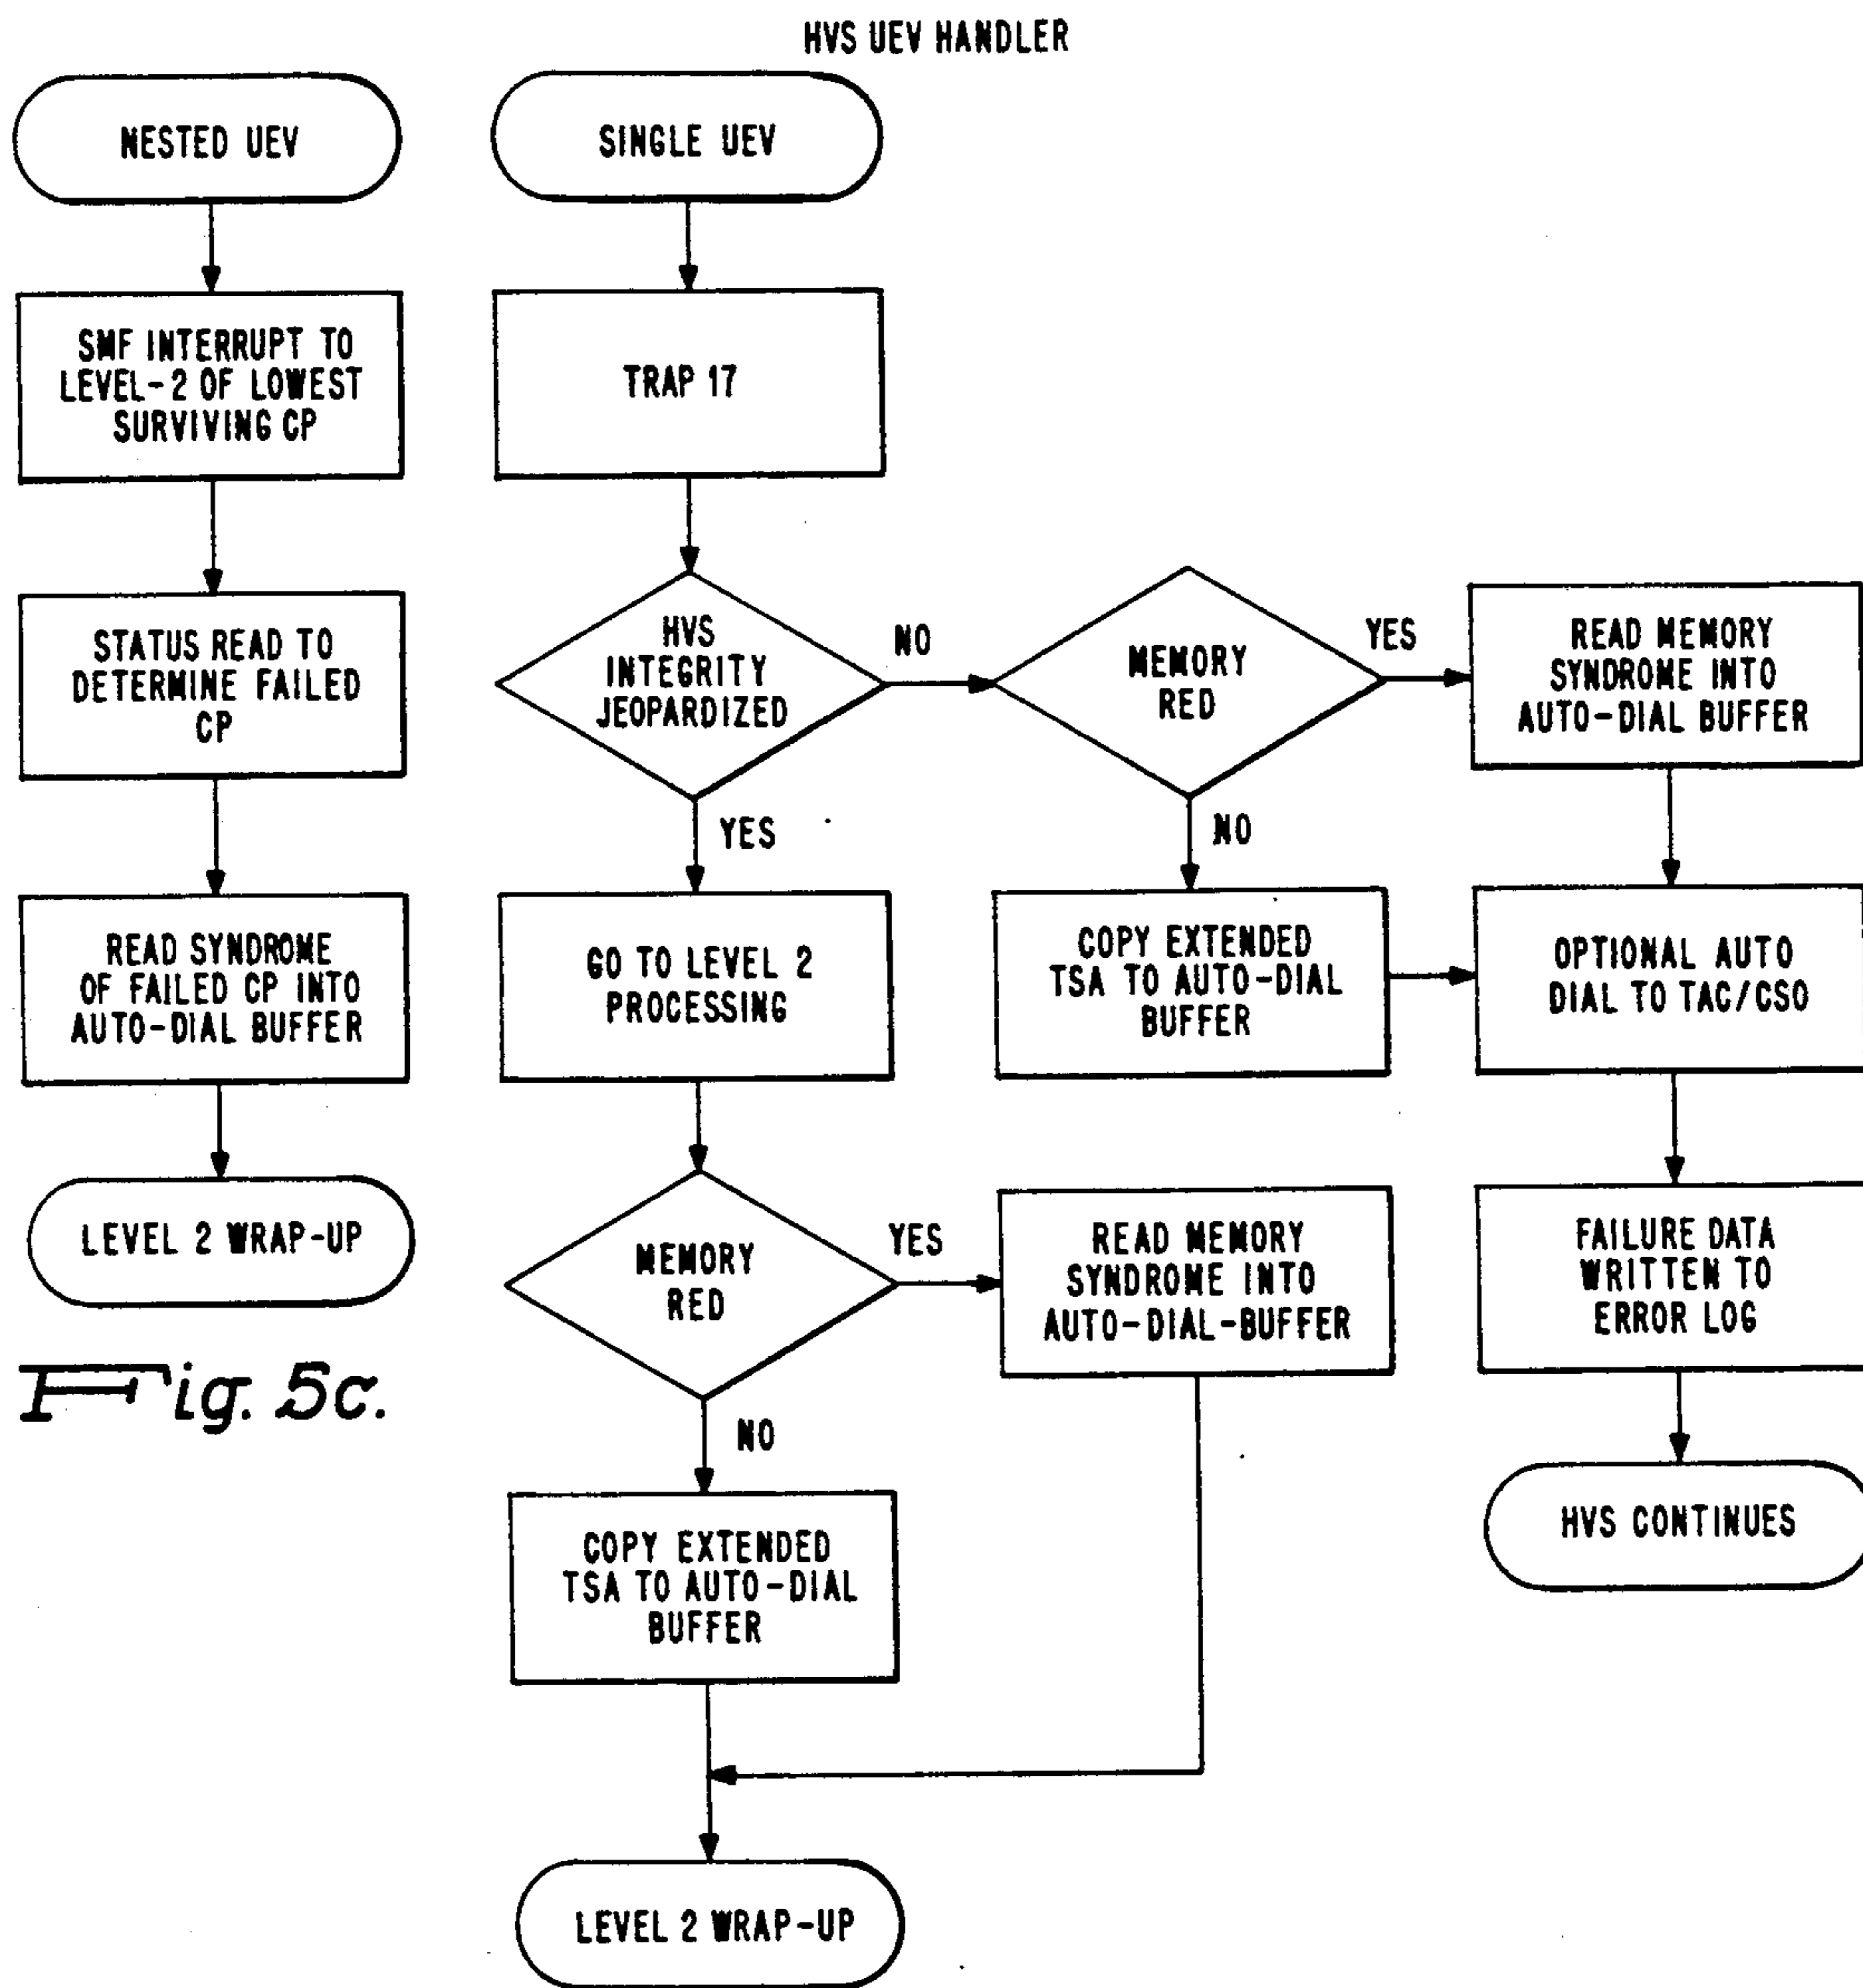 HVS UEV HANDLER
NESTED UEV
SMF INTERRUPT TO
LEVEL-2 OF LOWEST
SURVIVING CP
STATUS READ TO
DETERMINE FAILED
CP
READ SYNDROME
OF FAILED CP INTO
AUTO-DIAL BUFFER
LEVEL 2 WRAP-UP
SINGLE UEV
TRAP 17
HVS
INTEGRITY
JEOPARDIZED
NO
YES
MEMORY
RED
YES
NO
READ MEMORY
SYNDROME INTO
AUTO-DIAL BUFFER
COPY EXTENDED
TSA TO AUTO-DIAL
BUFFER
OPTIONAL AUTO
DIAL TO TAC/CSO
FAILURE DATA
WRITTEN TO
ERROR LOG
HVS CONTINUES
GO TO LEVEL 2
PROCESSING
MEMORY
RED
YES
NO
READ MEMORY
SYNDROME INTO
AUTO-DIAL-BUFFER
COPY EXTENDED
TSA TO AUTO-DIAL
BUFFER
LEVEL 2 WRAP-UP
Fig. 5c.